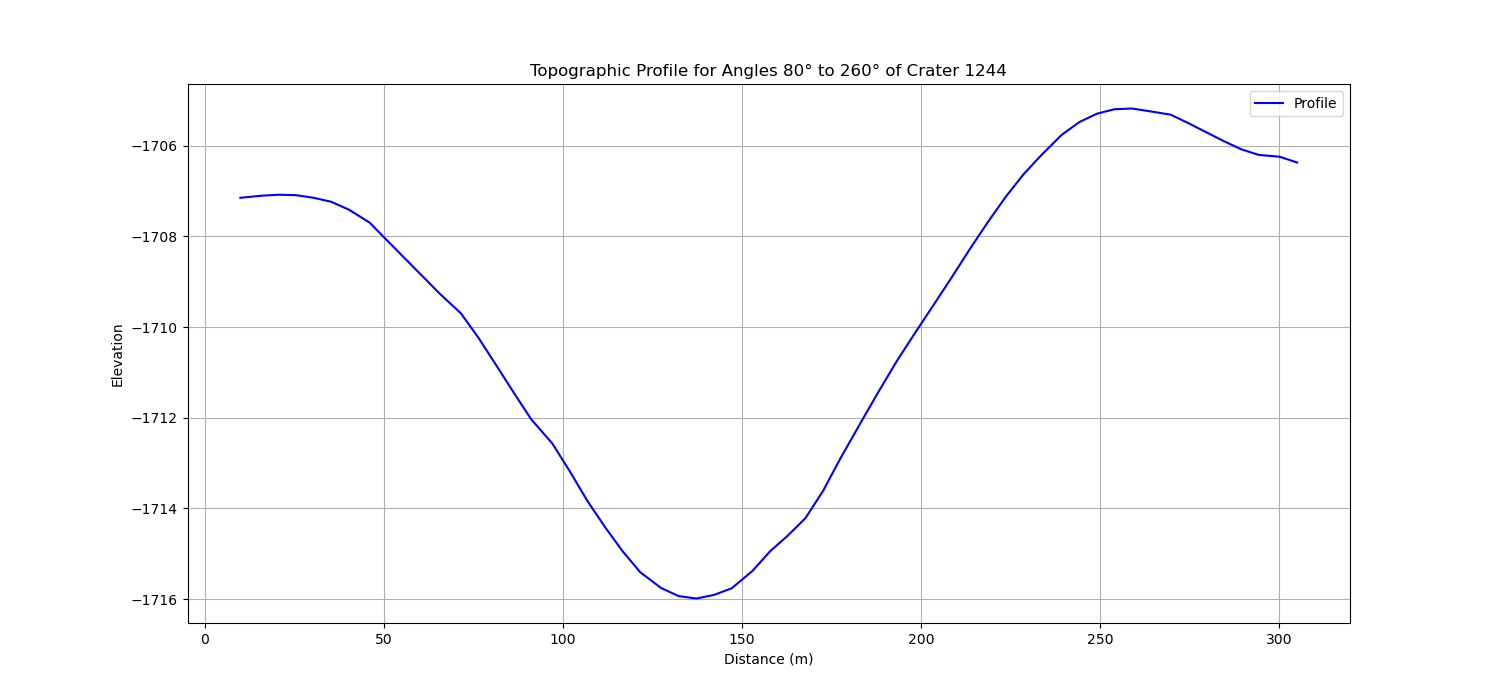 Topographic Profile for Angles 80° to 260° of Crater 1244
Profile
−1706
−1708
−1710
−1712
−1714
−1716
Elevation
0 50 100 150 200 250 300
Distance (m)